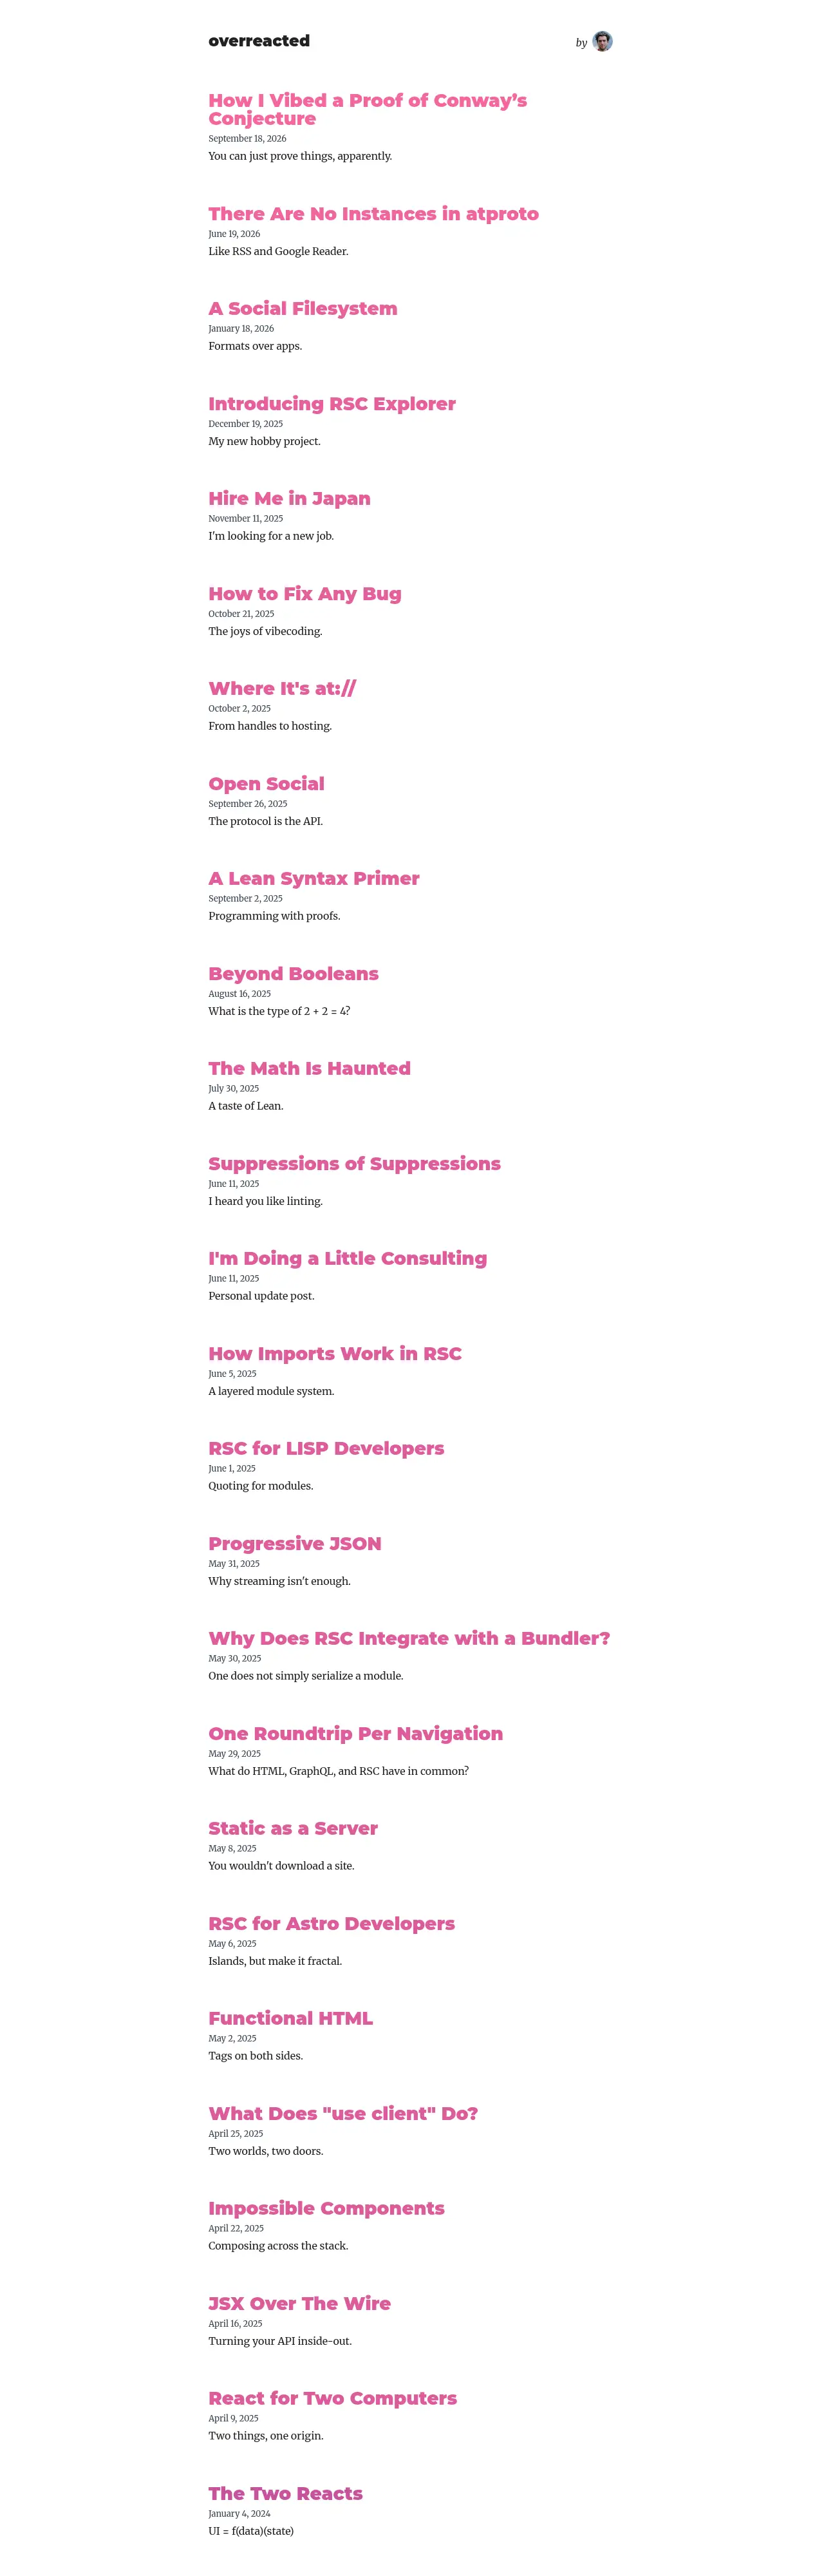 overreacted
by
How I Vibed a Proof of Conway’s
Conjecture
September 18, 2026
You can just prove things, apparently.
There Are No Instances in atproto
June 19, 2026
Like RSS and Google Reader.
A Social Filesystem
January 18, 2026
Formats over apps.
Introducing RSC Explorer
December 19, 2025
My new hobby project.
Hire Me in Japan
November 11, 2025
I'm looking for a new job.
How to Fix Any Bug
October 21, 2025
The joys of vibecoding.
Where It's at://
October 2, 2025
From handles to hosting.
Open Social
September 26, 2025
The protocol is the API.
A Lean Syntax Primer
September 2, 2025
Programming with proofs.
Beyond Booleans
August 16, 2025
What is the type of 2 + 2 = 4?
The Math Is Haunted
July 30, 2025
A taste of Lean.
Suppressions of Suppressions
June 11, 2025
I heard you like linting.
I'm Doing a Little Consulting
June 11, 2025
Personal update post.
How Imports Work in RSC
June 5, 2025
A layered module system.
RSC for LISP Developers
June 1, 2025
Quoting for modules.
Progressive JSON
May 31, 2025
Why streaming isn't enough.
Why Does RSC Integrate with a Bundler?
May 30, 2025
One does not simply serialize a module.
One Roundtrip Per Navigation
May 29, 2025
What do HTML, GraphQL, and RSC have in common?
Static as a Server
May 8, 2025
You wouldn't download a site.
RSC for Astro Developers
May 6, 2025
Islands, but make it fractal.
Functional HTML
May 2, 2025
Tags on both sides.
What Does "use client" Do?
April 25, 2025
Two worlds, two doors.
Impossible Components
April 22, 2025
Composing across the stack.
JSX Over The Wire
April 16, 2025
Turning your API inside-out.
React for Two Computers
April 9, 2025
Two things, one origin.
The Two Reacts
January 4, 2024
UI = f(data)(state)